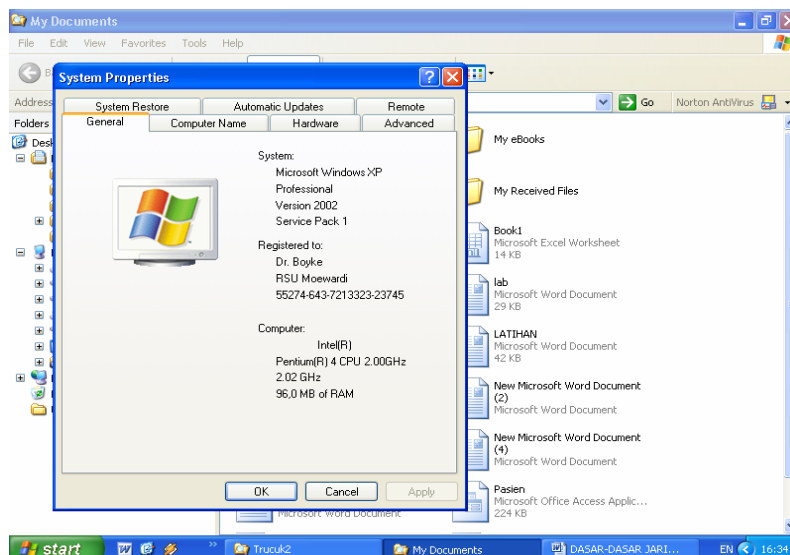 My Documents
File Edit View Favorites Tools Help
System Properties
Address
Go
Norton AntiVirus
System Restore Automatic Updates Remote
General Computer Name Hardware Advanced
Folders
System:
Microsoft Windows XP
Professional
Version 2002
Service Pack 1
Registered to:
Dr. Boyke
RSU Moewardi
55274-643-7213323-23745
Computer:
Intel(R)
Pentium(R) 4 CPU 2.00GHz
2.02 GHz
96,0 MB of RAM
OK Cancel Apply
My eBooks
My Received Files
Book1
Microsoft Excel Worksheet
14 KB
lab
Microsoft Word Document
29 KB
LATIHAN
Microsoft Word Document
42 KB
New Microsoft Word Document
(2)
Microsoft Word Document
New Microsoft Word Document
(4)
Microsoft Word Document
Pasien
Microsoft Office Access Applic...
224 KB
Microsoft Word Document
start
Trucuk2
My Documents
DASAR-DASAR JARI...
EN
16:34